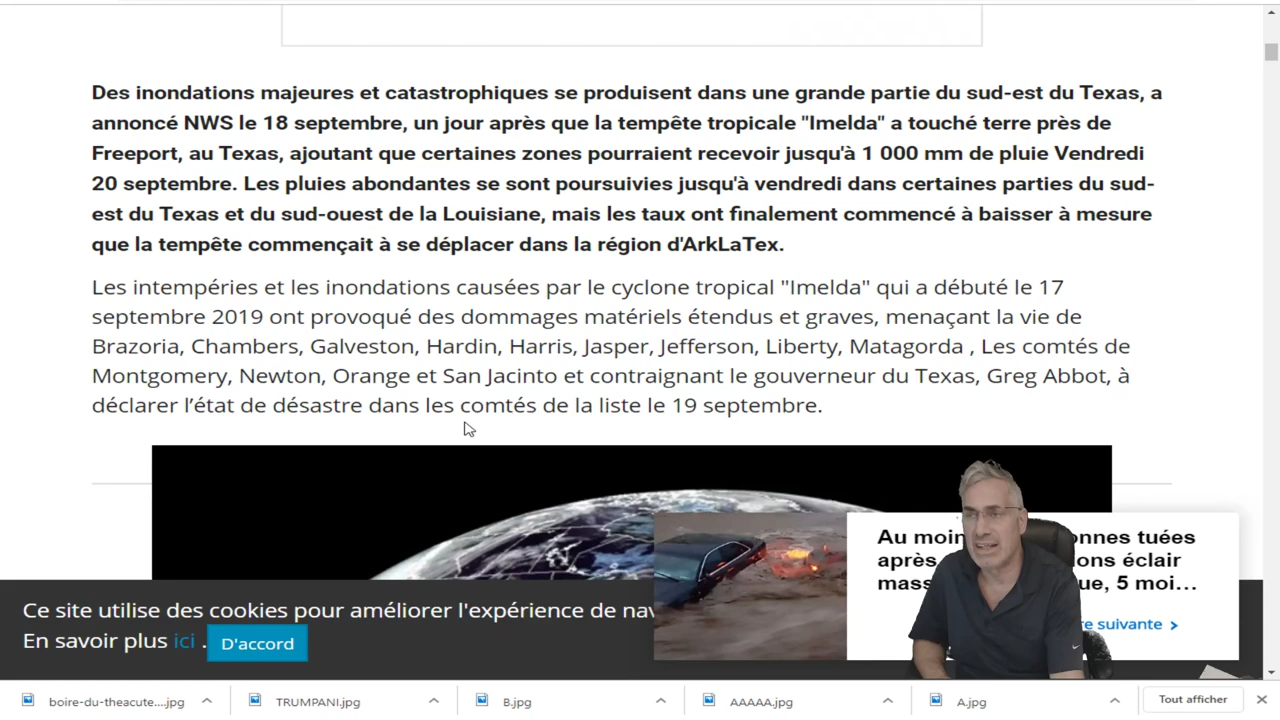 Des inondations majeures et catastrophiques se produisent dans une grande partie du sud-est du Texas, a
annoncé NWS le 18 septembre, un jour après que la tempête tropicale "Imelda" a touché terre près de
Freeport, au Texas, ajoutant que certaines zones pourraient recevoir jusqu'à 1 000 mm de pluie Vendredi
20 septembre. Les pluies abondantes se sont poursuivies jusqu'à vendredi dans certaines parties du sud-
est du Texas et du sud-ouest de la Louisiane, mais les taux ont finalement commencé à baisser à mesure
que la tempête commençait à se déplacer dans la région d'ArkLaTex.
Les intempéries et les inondations causées par le cyclone tropical "Imelda" qui a débuté le 17
septembre 2019 ont provoqué des dommages matériels étendus et graves, menaçant la vie de
Brazoria, Chambers, Galveston, Hardin, Harris, Jasper, Jefferson, Liberty, Matagorda , Les comtés de
Montgomery, Newton, Orange et San Jacinto et contraignant le gouverneur du Texas, Greg Abbot, à
déclarer l’état de désastre dans les comtés de la liste le 19 septembre.
Au moin onnes tuées
après ons éclair
mass que, 5 moi...
re suivante >
Ce site utilise des cookies pour améliorer l'expérience de nav
En savoir plus ici . D'accord
boire-du-theacute....jpg TRUMPANI.jpg B.jpg AAAAA.jpg A.jpg Tout afficher